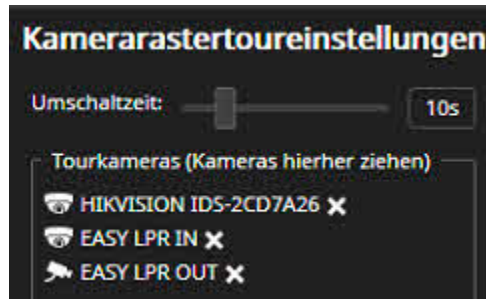 Kamerarastertoureinstellungen
Umschaltzeit: 10s
Tourkameras (Kameras hierher ziehen)
HIKVISION IDS-2CD7A26
EASY LPR IN
EASY LPR OUT